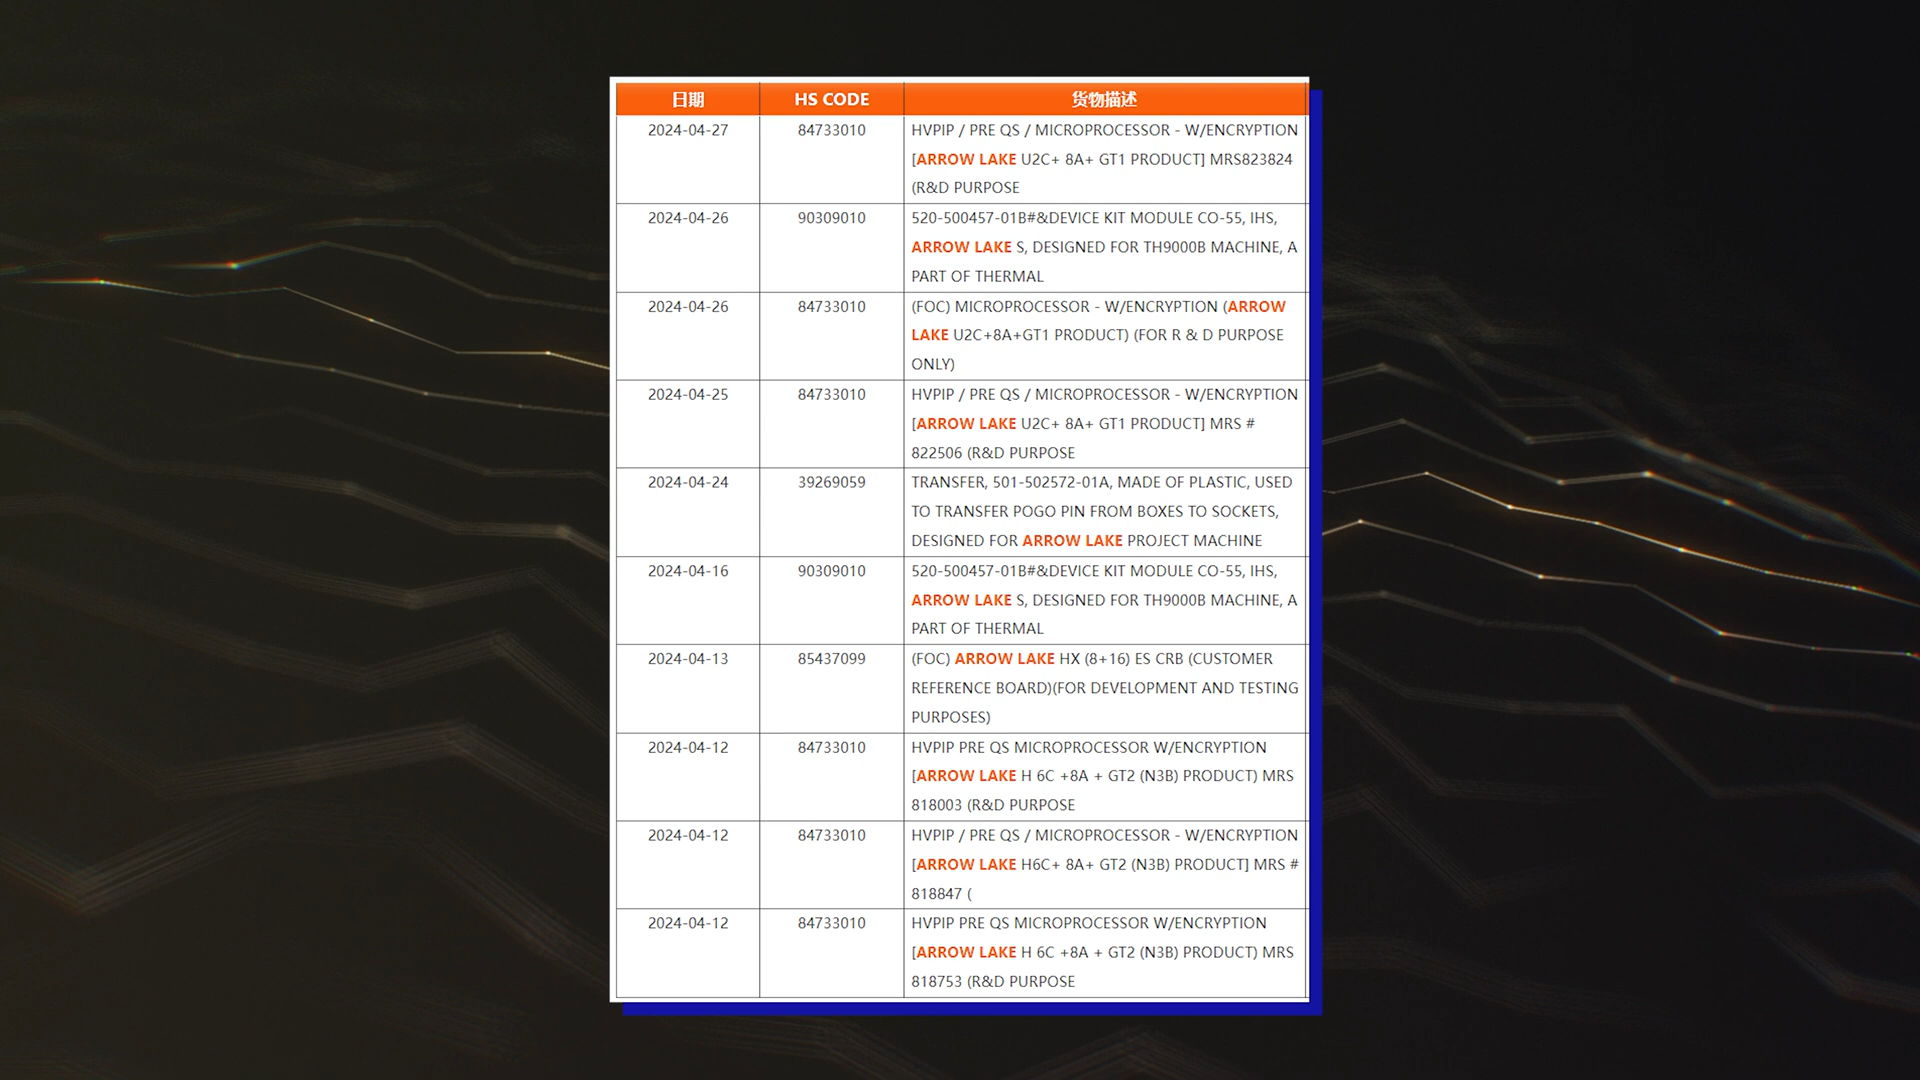 日期 HS CODE 货物描述
2024-04-27 84733010 HVPIP / PRE QS / MICROPROCESSOR - W/ENCRYPTION
[ARROW LAKE U2C+ 8A+ GT1 PRODUCT] MRS823824
(R&D PURPOSE
2024-04-26 90309010 520-500457-01B#&DEVICE KIT MODULE CO-55, IHS,
ARROW LAKE S, DESIGNED FOR TH9000B MACHINE, A
PART OF THERMAL
2024-04-26 84733010 (FOC) MICROPROCESSOR - W/ENCRYPTION (ARROW
LAKE U2C+8A+GT1 PRODUCT) (FOR R & D PURPOSE
ONLY)
2024-04-25 84733010 HVPIP / PRE QS / MICROPROCESSOR - W/ENCRYPTION
[ARROW LAKE U2C+ 8A+ GT1 PRODUCT] MRS #
822506 (R&D PURPOSE
2024-04-24 39269059 TRANSFER, 501-502572-01A, MADE OF PLASTIC, USED
TO TRANSFER POGO PIN FROM BOXES TO SOCKETS,
DESIGNED FOR ARROW LAKE PROJECT MACHINE
2024-04-16 90309010 520-500457-01B#&DEVICE KIT MODULE CO-55, IHS,
ARROW LAKE S, DESIGNED FOR TH9000B MACHINE, A
PART OF THERMAL
2024-04-13 85437099 (FOC) ARROW LAKE HX (8+16) ES CRB (CUSTOMER
REFERENCE BOARD)(FOR DEVELOPMENT AND TESTING
PURPOSES)
2024-04-12 84733010 HVPIP PRE QS MICROPROCESSOR W/ENCRYPTION
[ARROW LAKE H 6C +8A + GT2 (N3B) PRODUCT) MRS
818003 (R&D PURPOSE
2024-04-12 84733010 HVPIP / PRE QS / MICROPROCESSOR - W/ENCRYPTION
[ARROW LAKE H6C+ 8A+ GT2 (N3B) PRODUCT] MRS #
818847 (
2024-04-12 84733010 HVPIP PRE QS MICROPROCESSOR W/ENCRYPTION
[ARROW LAKE H 6C +8A + GT2 (N3B) PRODUCT) MRS
818753 (R&D PURPOSE